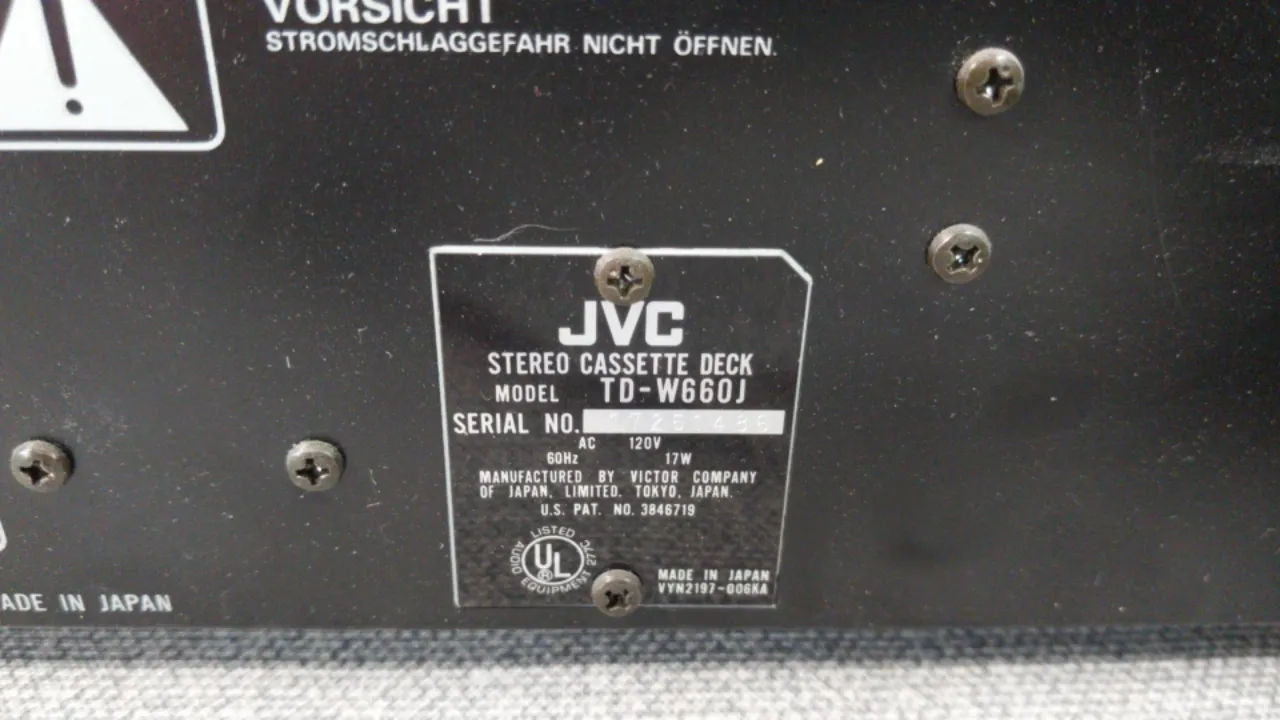 VORSICHT
STROMSCHLAGGEFAHR NICHT ÖFFNEN.
JVC
STEREO CASSETTE DECK
MODEL TD-W660J
SERIAL NO.
AC 120V
60Hz 17W
MANUFACTURED BY VICTOR COMPANY
OF JAPAN, LIMITED. TOKYO, JAPAN.
U.S. PAT. NO. 3846719
LISTED 277C
UL
®
AUDIO EQUIPMENT
MADE IN JAPAN
VYN2197-006KA
ADE IN JAPAN